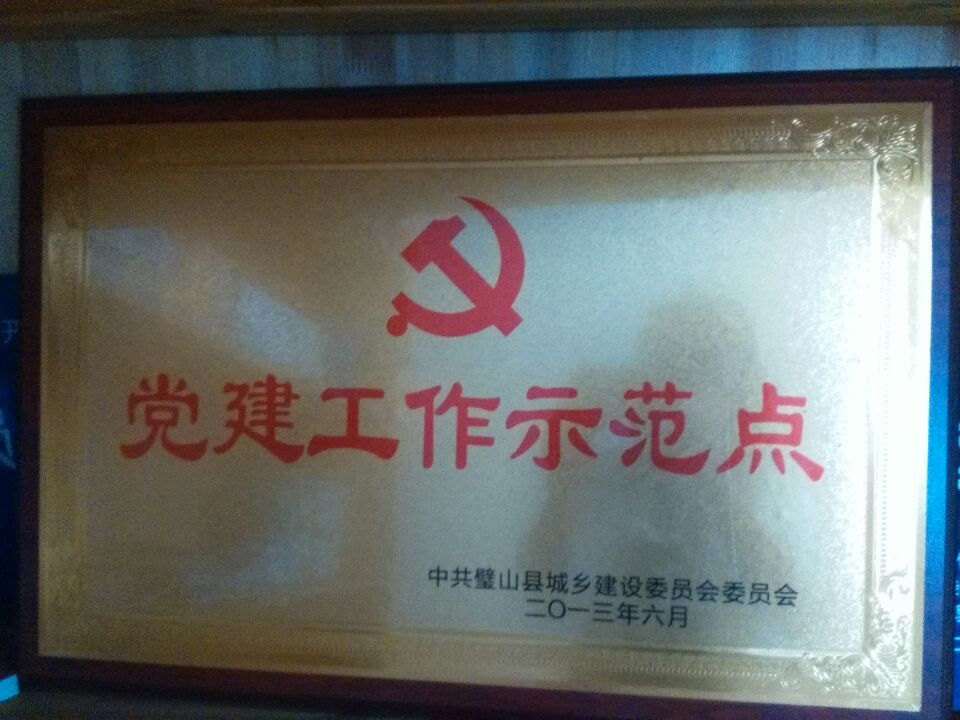 党建工作示范点
中共璧山县城乡建设委员会委员会
二〇一三年六月